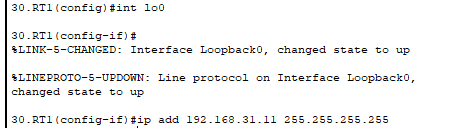 30.RT1(config)#int lo0
30.RT1(config-if)#
%LINK-5-CHANGED: Interface Loopback0, changed state to up
%LINEPROTO-5-UPDOWN: Line protocol on Interface Loopback0,
changed state to up
30.RT1(config-if)#ip add 192.168.31.11 255.255.255.255